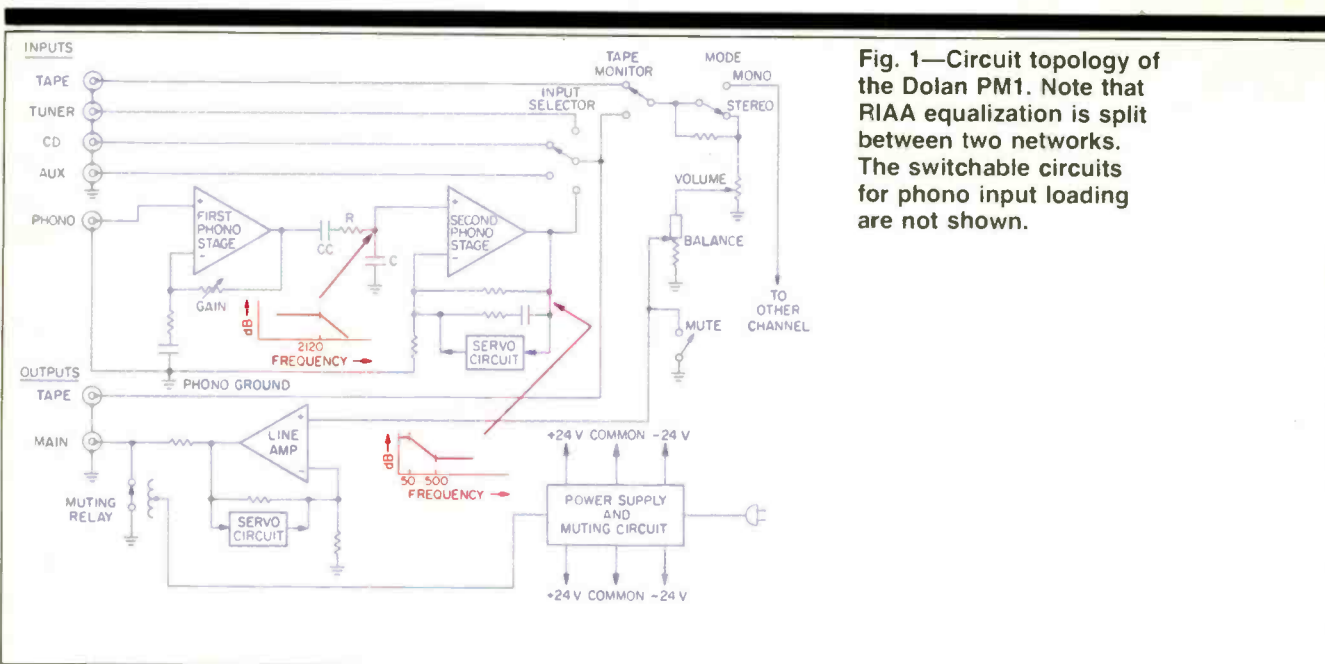 INPUTS
TAPE
TUNER
CD
AUX
PHONO
FIRST
PHONO
STAGE
GAIN
CC
R
C
SECOND
PHONO
STAGE
SERVO
CIRCUIT
dB
2120
FREQUENCY
PHONO GROUND
INPUT
SELECTOR
TAPE
MONITOR
MODE
MONO
STEREO
VOLUME
BALANCE
MUTE
TO
OTHER
CHANNEL
OUTPUTS
TAPE
MAIN
MUTING
RELAY
LINE
AMP
SERVO
CIRCUIT
dB
50 500
FREQUENCY
+24 V COMMON -24 V
POWER SUPPLY
AND
MUTING CIRCUIT
+24 V COMMON -24 V
Fig. 1—Circuit topology of
the Dolan PM1. Note that
RIAA equalization is split
between two networks.
The switchable circuits
for phono input loading
are not shown.